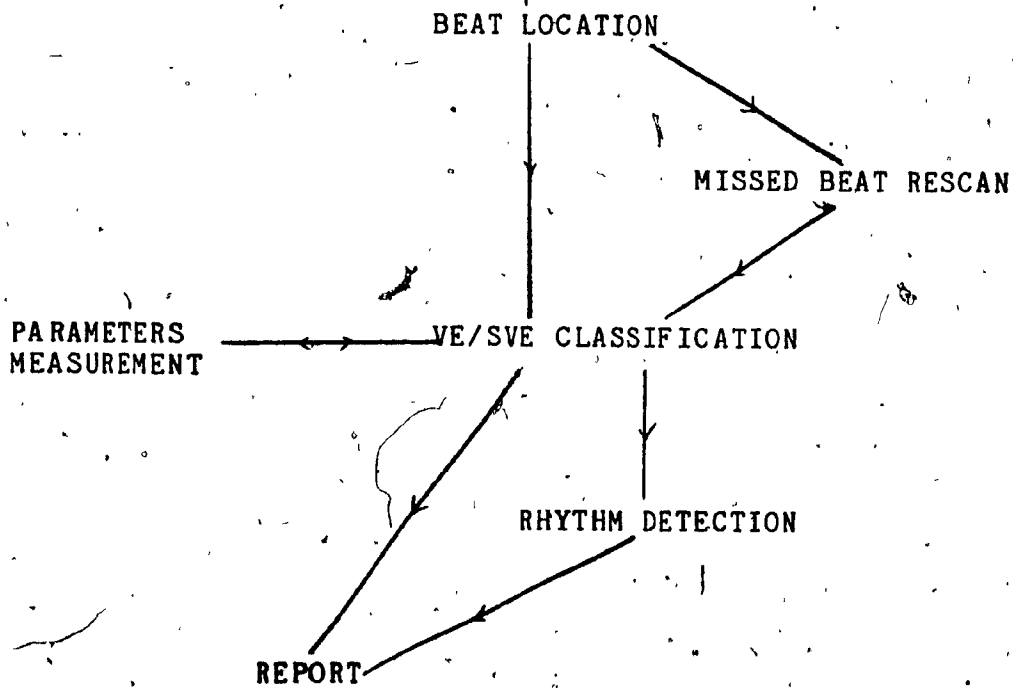 BEAT LOCATION
MISSED BEAT RESCAN
PARAMETERS
MEASUREMENT
VE/SVE CLASSIFICATION
RHYTHM DETECTION
REPORT